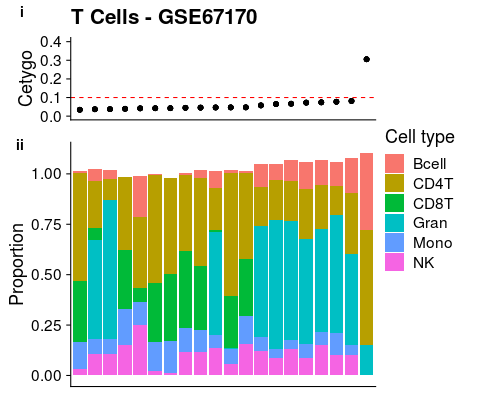 i
T Cells - GSE67170
Cetygo
0.4
0.3
0.2
0.1
0.0
ii
Proportion
1.00
0.75
0.50
0.25
0.00
Cell type
Bcell
CD4T
CD8T
Gran
Mono
NK